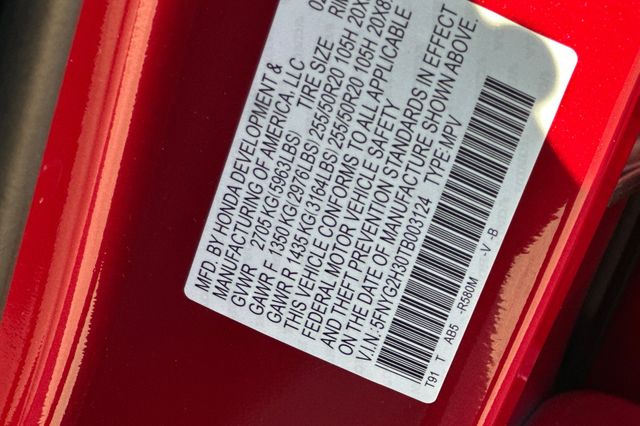 MFD. BY HONDA DEVELOPMENT & 02
MANUFACTURING OF AMERICA, LLC
GVWR 2705 KG(5963LBS) TIRE SIZE RIM
GAWR F 1350 KG(2976LBS) 255/50R20 105H 20X
GAWR R 1435 KG(3164LBS) 255/50R20 105H 20X8
THIS VEHICLE CONFORMS TO ALL APPLICABLE
FEDERAL MOTOR VEHICLE SAFETY
AND THEFT PREVENTION STANDARDS IN EFFECT
ON THE DATE OF MANUFACTURE SHOWN ABOVE.
V.I.N.:5FNYG2H30TB003124 TYPE:MPV
T91 T AB5 -R580M -V -B